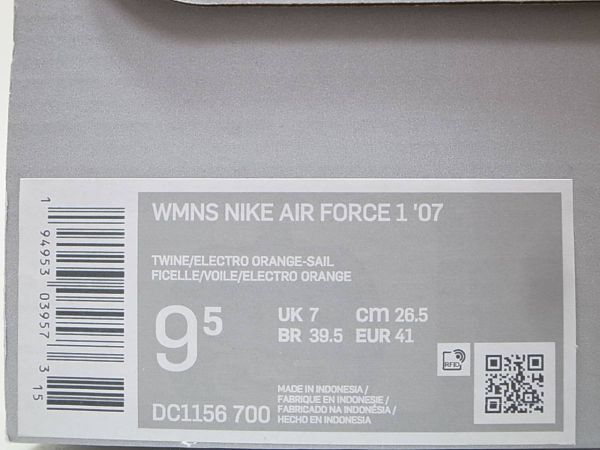 WMNS NIKE AIR FORCE 1 '07
TWINE/ELECTRO ORANGE-SAIL
FICELLE/VOILE/ELECTRO ORANGE
9⁵
UK 7 cm 26.5
BR 39.5 EUR 41
RFID
MADE IN INDONESIA /
FABRIQUE EN INDONESIE /
FABRICADO NA INDONÉSIA /
HECHO EN INDONESIA
DC1156 700
1 94953 03957 3 15